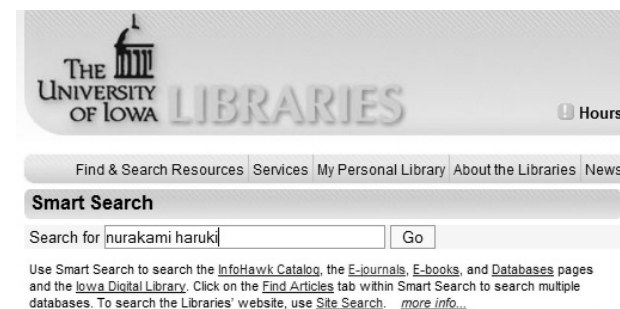 THE
UNIVERSITY
OF IOWA
LIBRARIES
Hours
Find & Search Resources Services My Personal Library About the Libraries News
Smart Search
Search for nurakami haruki Go
Use Smart Search to search the InfoHawk Catalog, the E-journals, E-books, and Databases pages
and the Iowa Digital Library. Click on the Find Articles tab within Smart Search to search multiple
databases. To search the Libraries' website, use Site Search. more info...